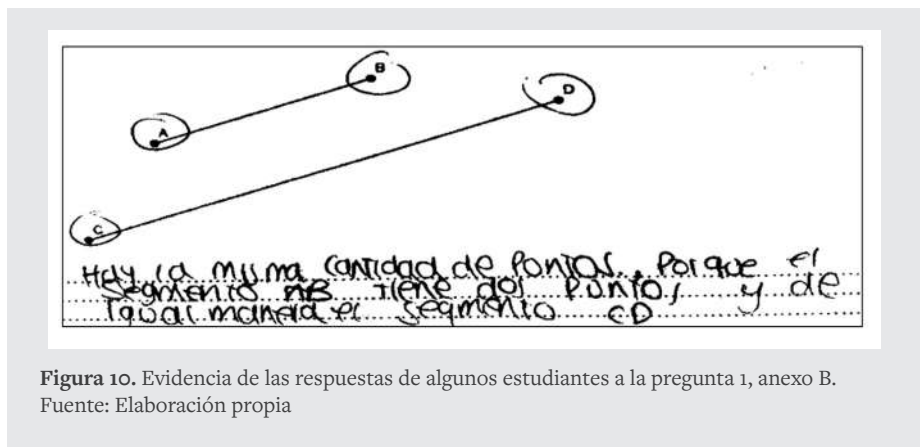 B
D
A
C
Hay la misma cantidad de Pontos. Porque el
segmento AB tiene dos Puntos y de
igual manera el segmento CD
Figura 10. Evidencia de las respuestas de algunos estudiantes a la pregunta 1, anexo B.
Fuente: Elaboración propia